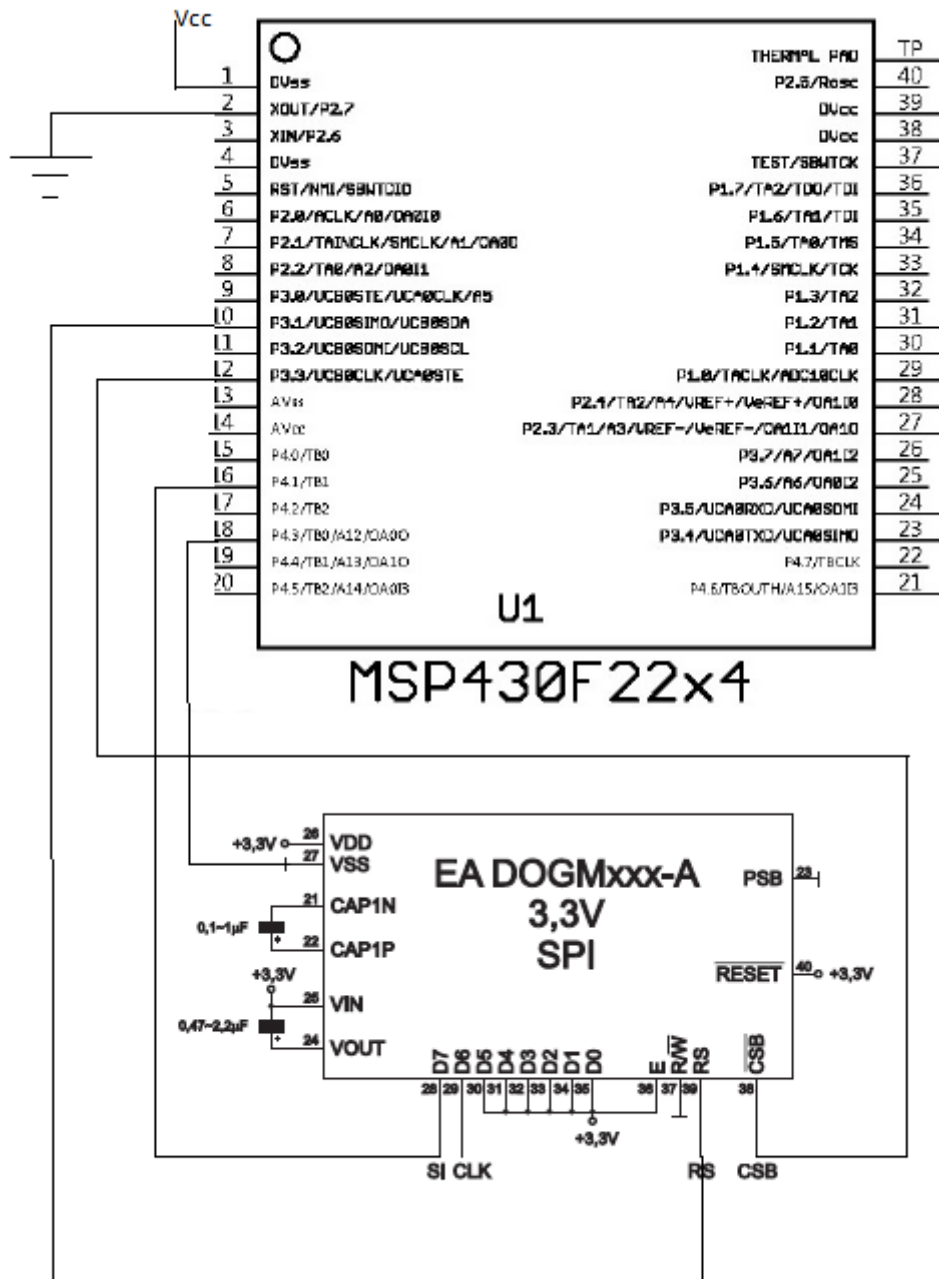 Vcc
THERMAL PAD TP
1 DVss P2.5/Rosc 40
2 XOUT/P2.7 DVcc 39
3 XIN/P2.6 DVcc 38
4 DVss TEST/SBWTCK 37
5 RST/NMI/SBWTDIO P1.7/TA2/TDO/TDI 36
6 P2.0/ACLK/A0/OA0I0 P1.6/TA1/TDI 35
7 P2.1/TAINCLK/SMCLK/A1/OA0O P1.5/TA0/TMS 34
8 P2.2/TA0/A2/OA0I1 P1.4/SMCLK/TCK 33
9 P3.0/UCB0STE/UCA0CLK/A5 P1.3/TA2 32
10 P3.1/UCB0SIMO/UCB0SDA P1.2/TA1 31
11 P3.2/UCB0SOMI/UCB0SCL P1.1/TA0 30
12 P3.3/UCB0CLK/UCA0STE P1.0/TACLK/ADC10CLK 29
13 AVss P2.4/TA2/A4/VREF+/VeREF+/OA1I0 28
14 AVcc P2.3/TA1/A3/VREF-/VeREF-/OA1I1/OA1O 27
15 P4.0/TB0 P3.7/A7/OA1I2 26
16 P4.1/TB1 P3.6/A6/OA0I2 25
17 P4.2/TB2 P3.5/UCA0RXD/UCA0SOMI 24
18 P4.3/TB0/A12/OA0O P3.4/UCA0TXD/UCA0SIMO 23
19 P4.4/TB1/A13/OA1O P4.7/TBCLK 22
20 P4.5/TB2/A14/OA0I3 P4.6/TBOUTH/A15/OA1I3 21
U1
MSP430F22x4
+3,3V 26 VDD
27 VSS
EA DOGMxxx-A
PSB 23
21 CAP1N
3,3V
0,1~1µF
22 CAP1P
SPI
+3,3V
RESET 40 +3,3V
25 VIN
0,47~2,2µF
24 VOUT
D7 D6 D5 D4 D3 D2 D1 D0 E R/W RS CSB
28 29 30 31 32 33 34 35 36 37 39 38
+3,3V
SI CLK RS CSB